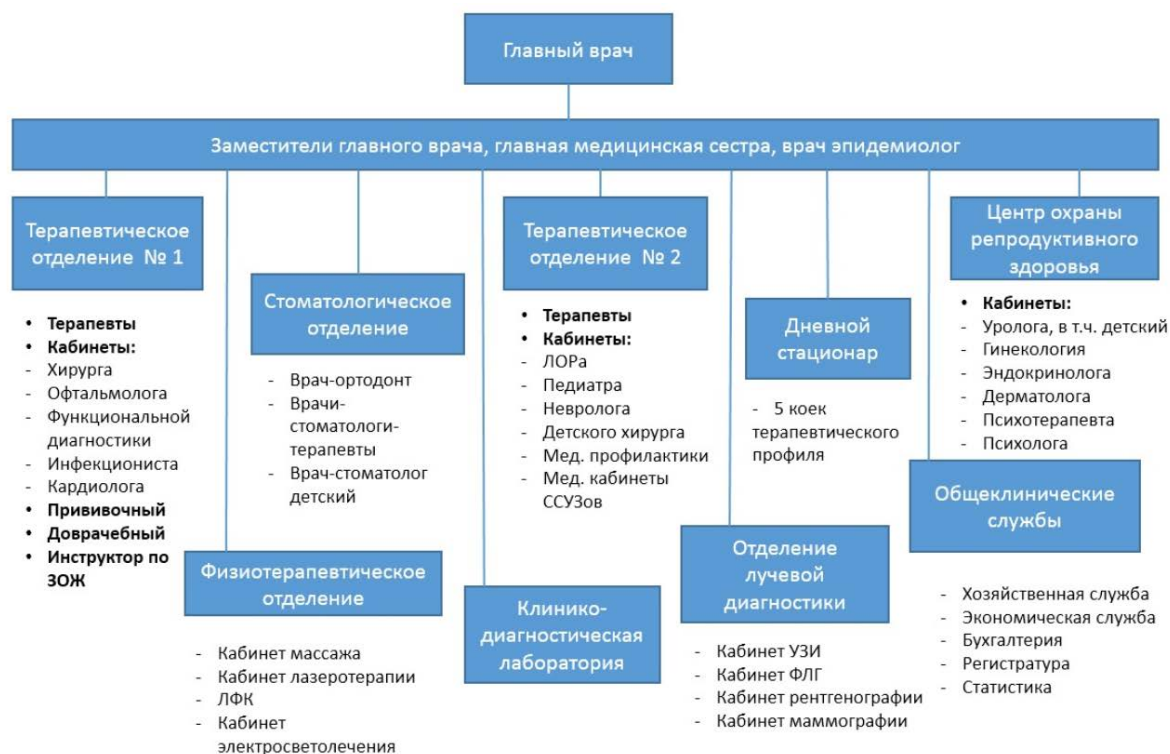 Главный врач
Заместители главного врача, главная медицинская сестра, врач эпидемиолог
Терапевтическое
отделение № 1
• Терапевты
• Кабинеты:
- Хирурга
- Офтальмолога
- Функциональной
диагностики
- Инфекциониста
- Кардиолога
• Прививочный
• Доврачебный
• Инструктор по
ЗОЖ
Физиотерапевтическое
отделение
- Кабинет массажа
- Кабинет лазеротерапии
- ЛФК
- Кабинет
электросветолечения
Стоматологическое
отделение
- Врач-ортодонт
- Врачи-
стоматологи-
терапевты
- Врач-стоматолог
детский
Клинико-
диагностическая
лаборатория
Терапевтическое
отделение № 2
• Терапевты
• Кабинеты:
- ЛОРа
- Педиатра
- Невролога
- Детского хирурга
- Мед. профилактики
- Мед. кабинеты
ССУЗов
Отделение
лучевой
диагностики
- Кабинет УЗИ
- Кабинет ФЛГ
- Кабинет рентгенографии
- Кабинет маммографии
Дневной
стационар
- 5 коек
терапевтического
профиля
Центр охраны
репродуктивного
здоровья
• Кабинеты:
- Уролога, в т.ч. детский
- Гинекология
- Эндокринолога
- Дерматолога
- Психотерапевта
- Психолога
Общеклинические
службы
- Хозяйственная служба
- Экономическая служба
- Бухгалтерия
- Регистратура
- Статистика